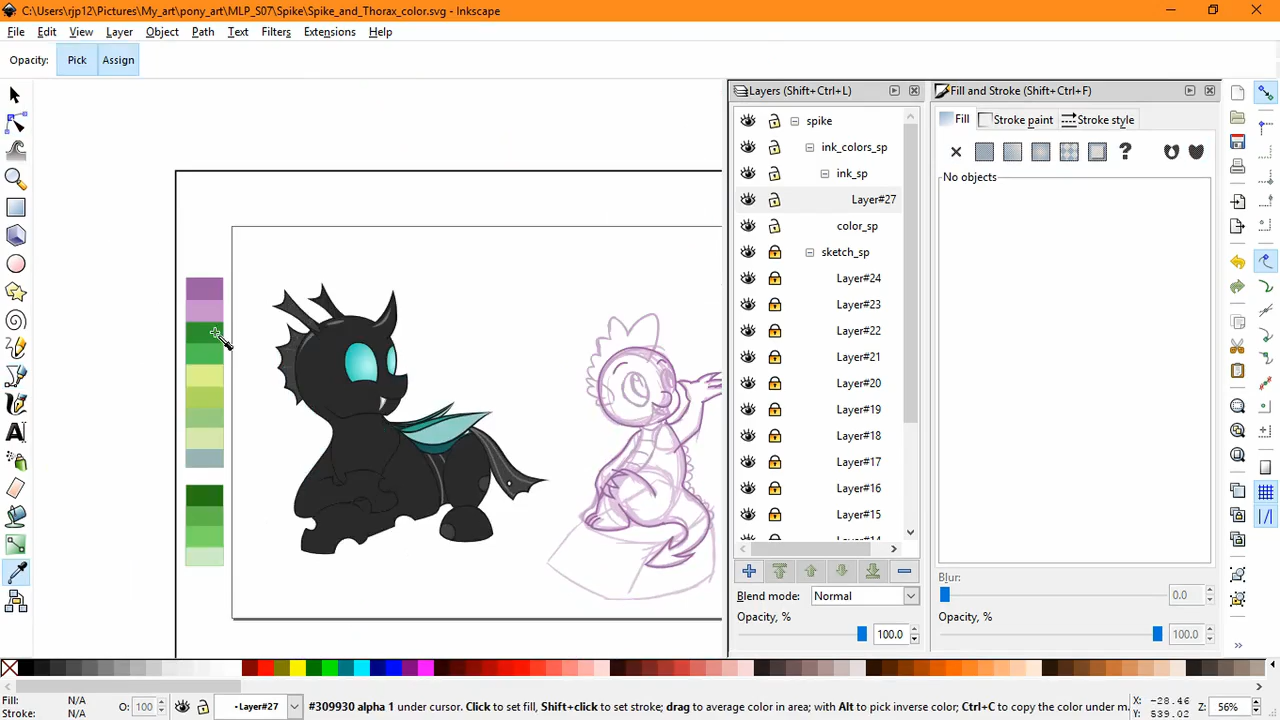 C:\Users\rjp12\Pictures\My_art\pony_art\MLP_S07\Spike\Spike_and_Thorax_color.svg - Inkscape
File Edit View Layer Object Path Text Filters Extensions Help
Opacity: Pick Assign
Layers (Shift+Ctrl+L)
Fill and Stroke (Shift+Ctrl+F)
spike
Fill Stroke paint Stroke style
ink_colors_sp
ink_sp
?
No objects
Layer#27
color_sp
sketch_sp
Layer#24
Layer#23
Layer#22
Layer#21
Layer#20
Layer#19
Layer#18
Layer#17
Layer#16
Layer#15
Blur:
0.0
Blend mode: Normal
Opacity, %
100.0
Opacity, %
100.0
Fill: N/A
Stroke: N/A
O: 100
•Layer#27
#309930 alpha 1 under cursor. Click to set fill, Shift+click to set stroke; drag to average color in area; with Alt to pick inverse color; Ctrl+C to copy the color under m...
X: -28.46
Y: 539.02
Z: 56%